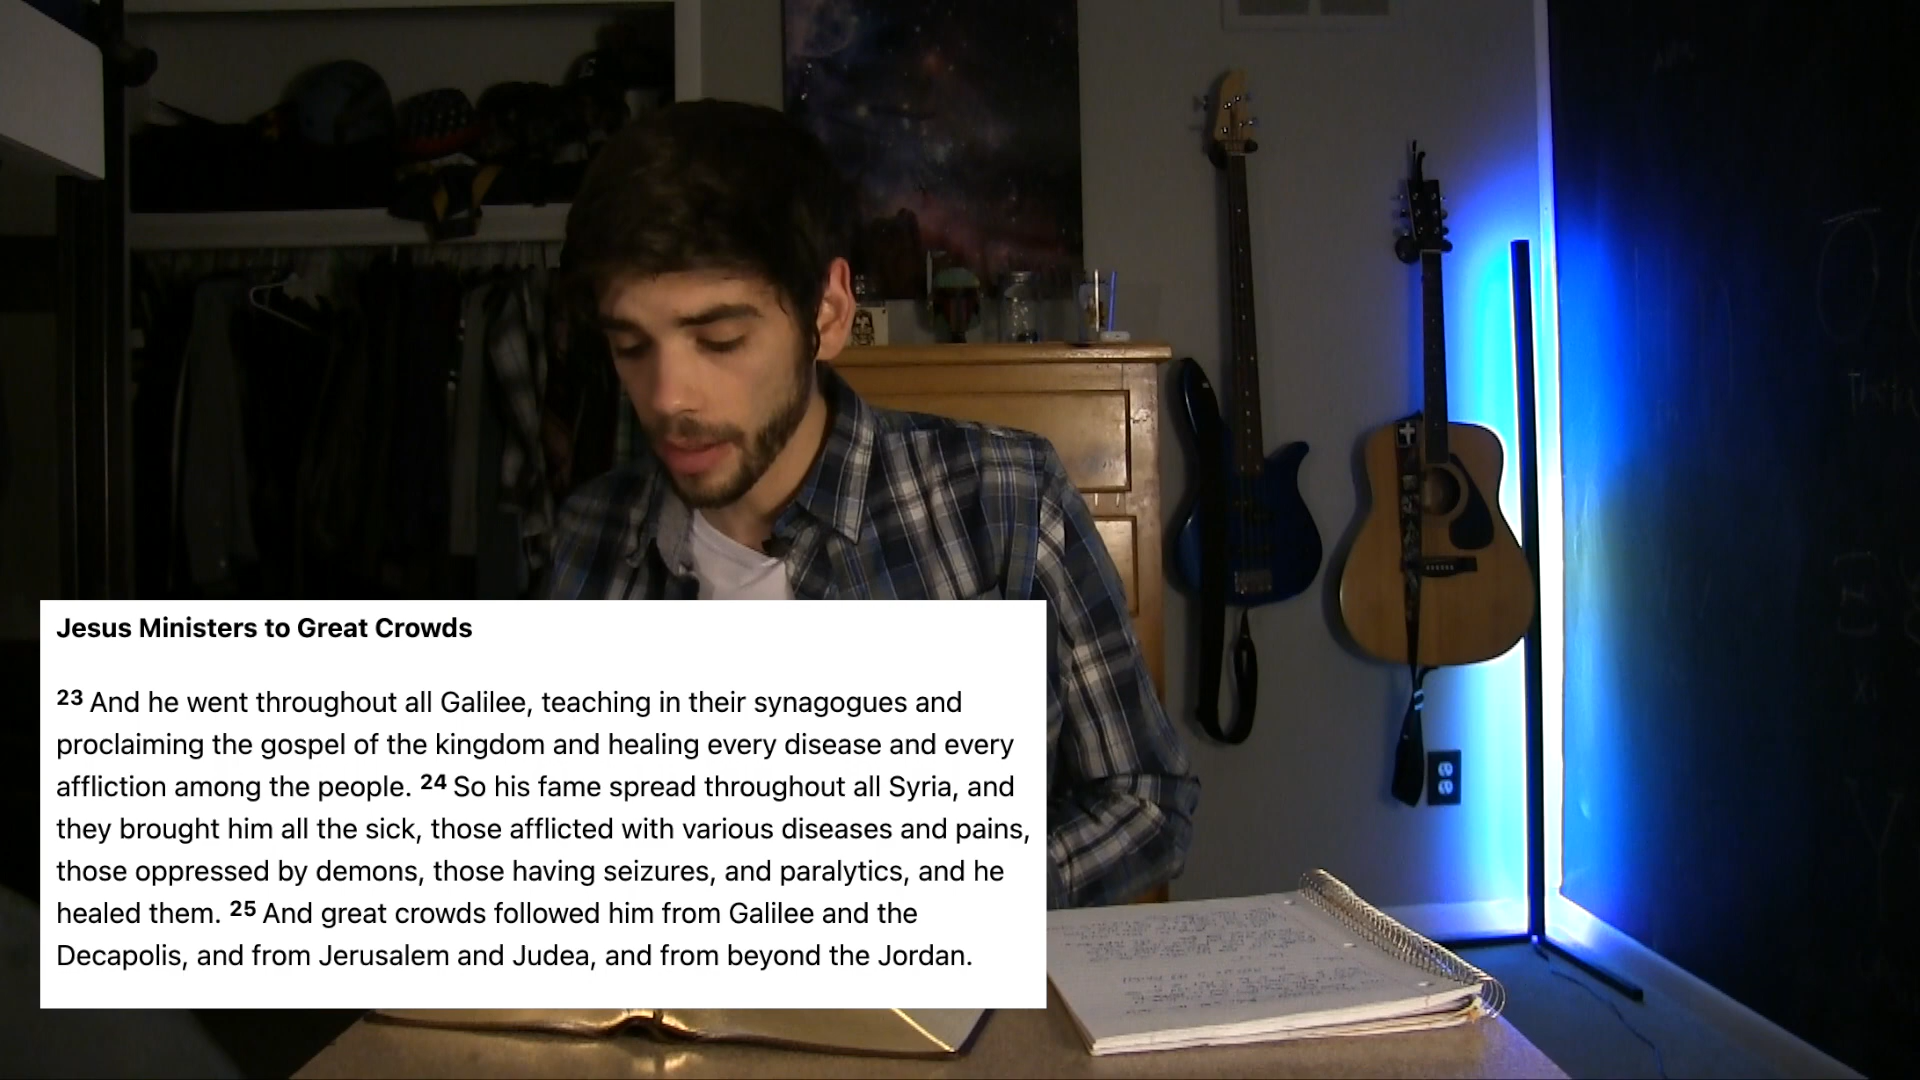 Jesus Ministers to Great Crowds
23 And he went throughout all Galilee, teaching in their synagogues and
proclaiming the gospel of the kingdom and healing every disease and every
affliction among the people. 24 So his fame spread throughout all Syria, and
they brought him all the sick, those afflicted with various diseases and pains,
those oppressed by demons, those having seizures, and paralytics, and he
healed them. 25 And great crowds followed him from Galilee and the
Decapolis, and from Jerusalem and Judea, and from beyond the Jordan.